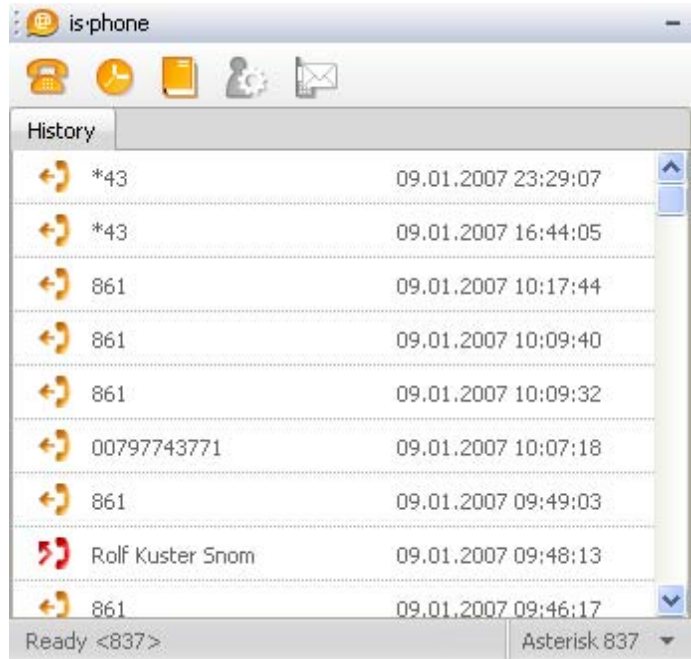 is·phone
History
*43 09.01.2007 23:29:07
*43 09.01.2007 16:44:05
861 09.01.2007 10:17:44
861 09.01.2007 10:09:40
861 09.01.2007 10:09:32
00797743771 09.01.2007 10:07:18
861 09.01.2007 09:49:03
Rolf Kuster Snom 09.01.2007 09:48:13
861 09.01.2007 09:46:17
Ready <837> Asterisk 837